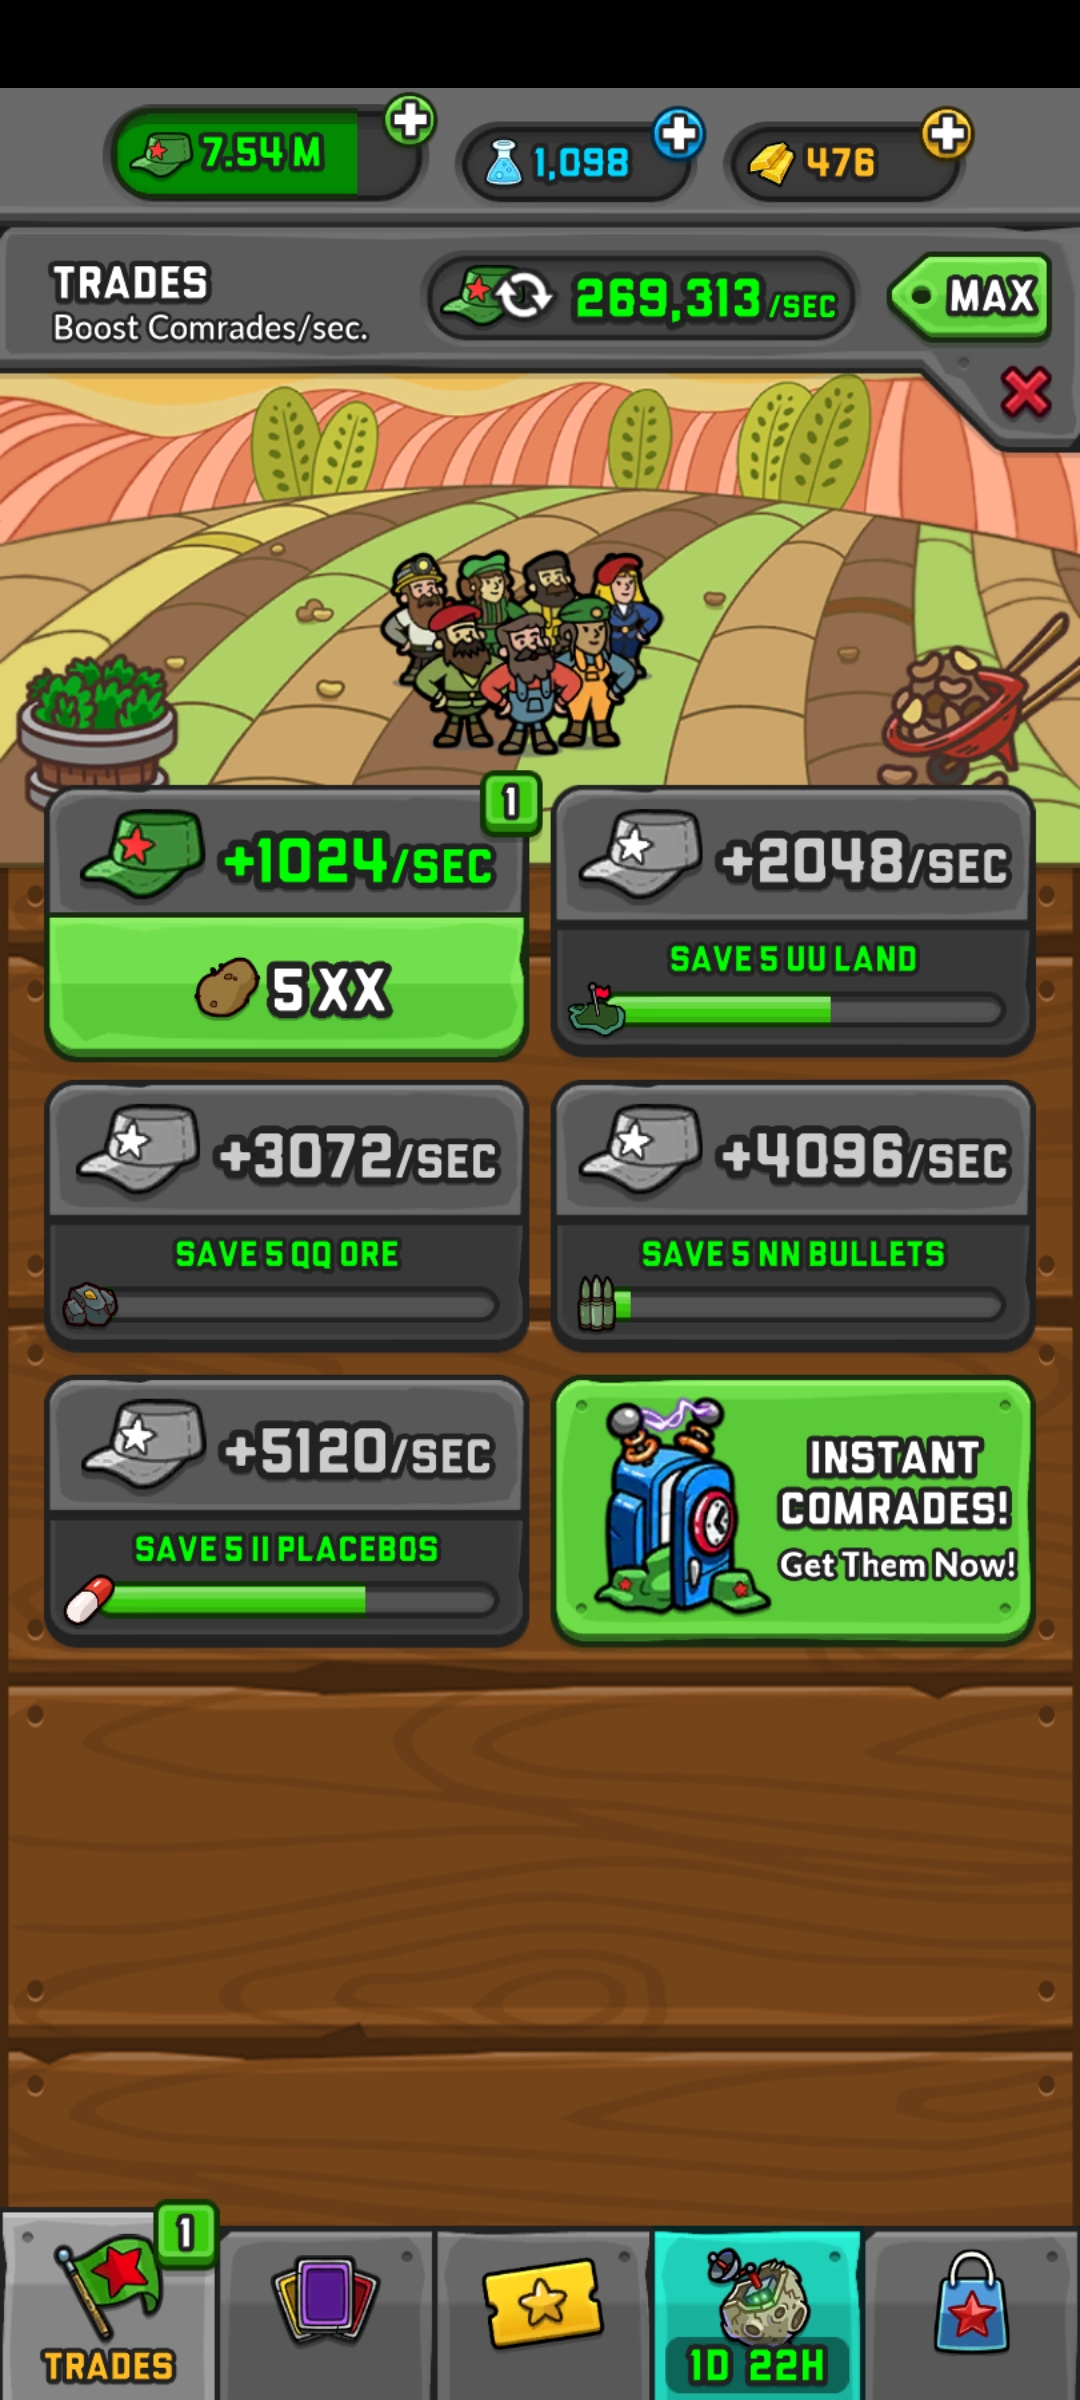 7.54 M
1,098
476
TRADES
Boost Comrades/sec.
269,313/SEC
MAX
1
+1024/SEC
5 XX
+2048/SEC
SAVE 5 UU LAND
+3072/SEC
SAVE 5 QQ ORE
+4096/SEC
SAVE 5 NN BULLETS
+5120/SEC
SAVE 5 II PLACEBOS
INSTANT
COMRADES!
Get Them Now!
1
TRADES
1D 22H